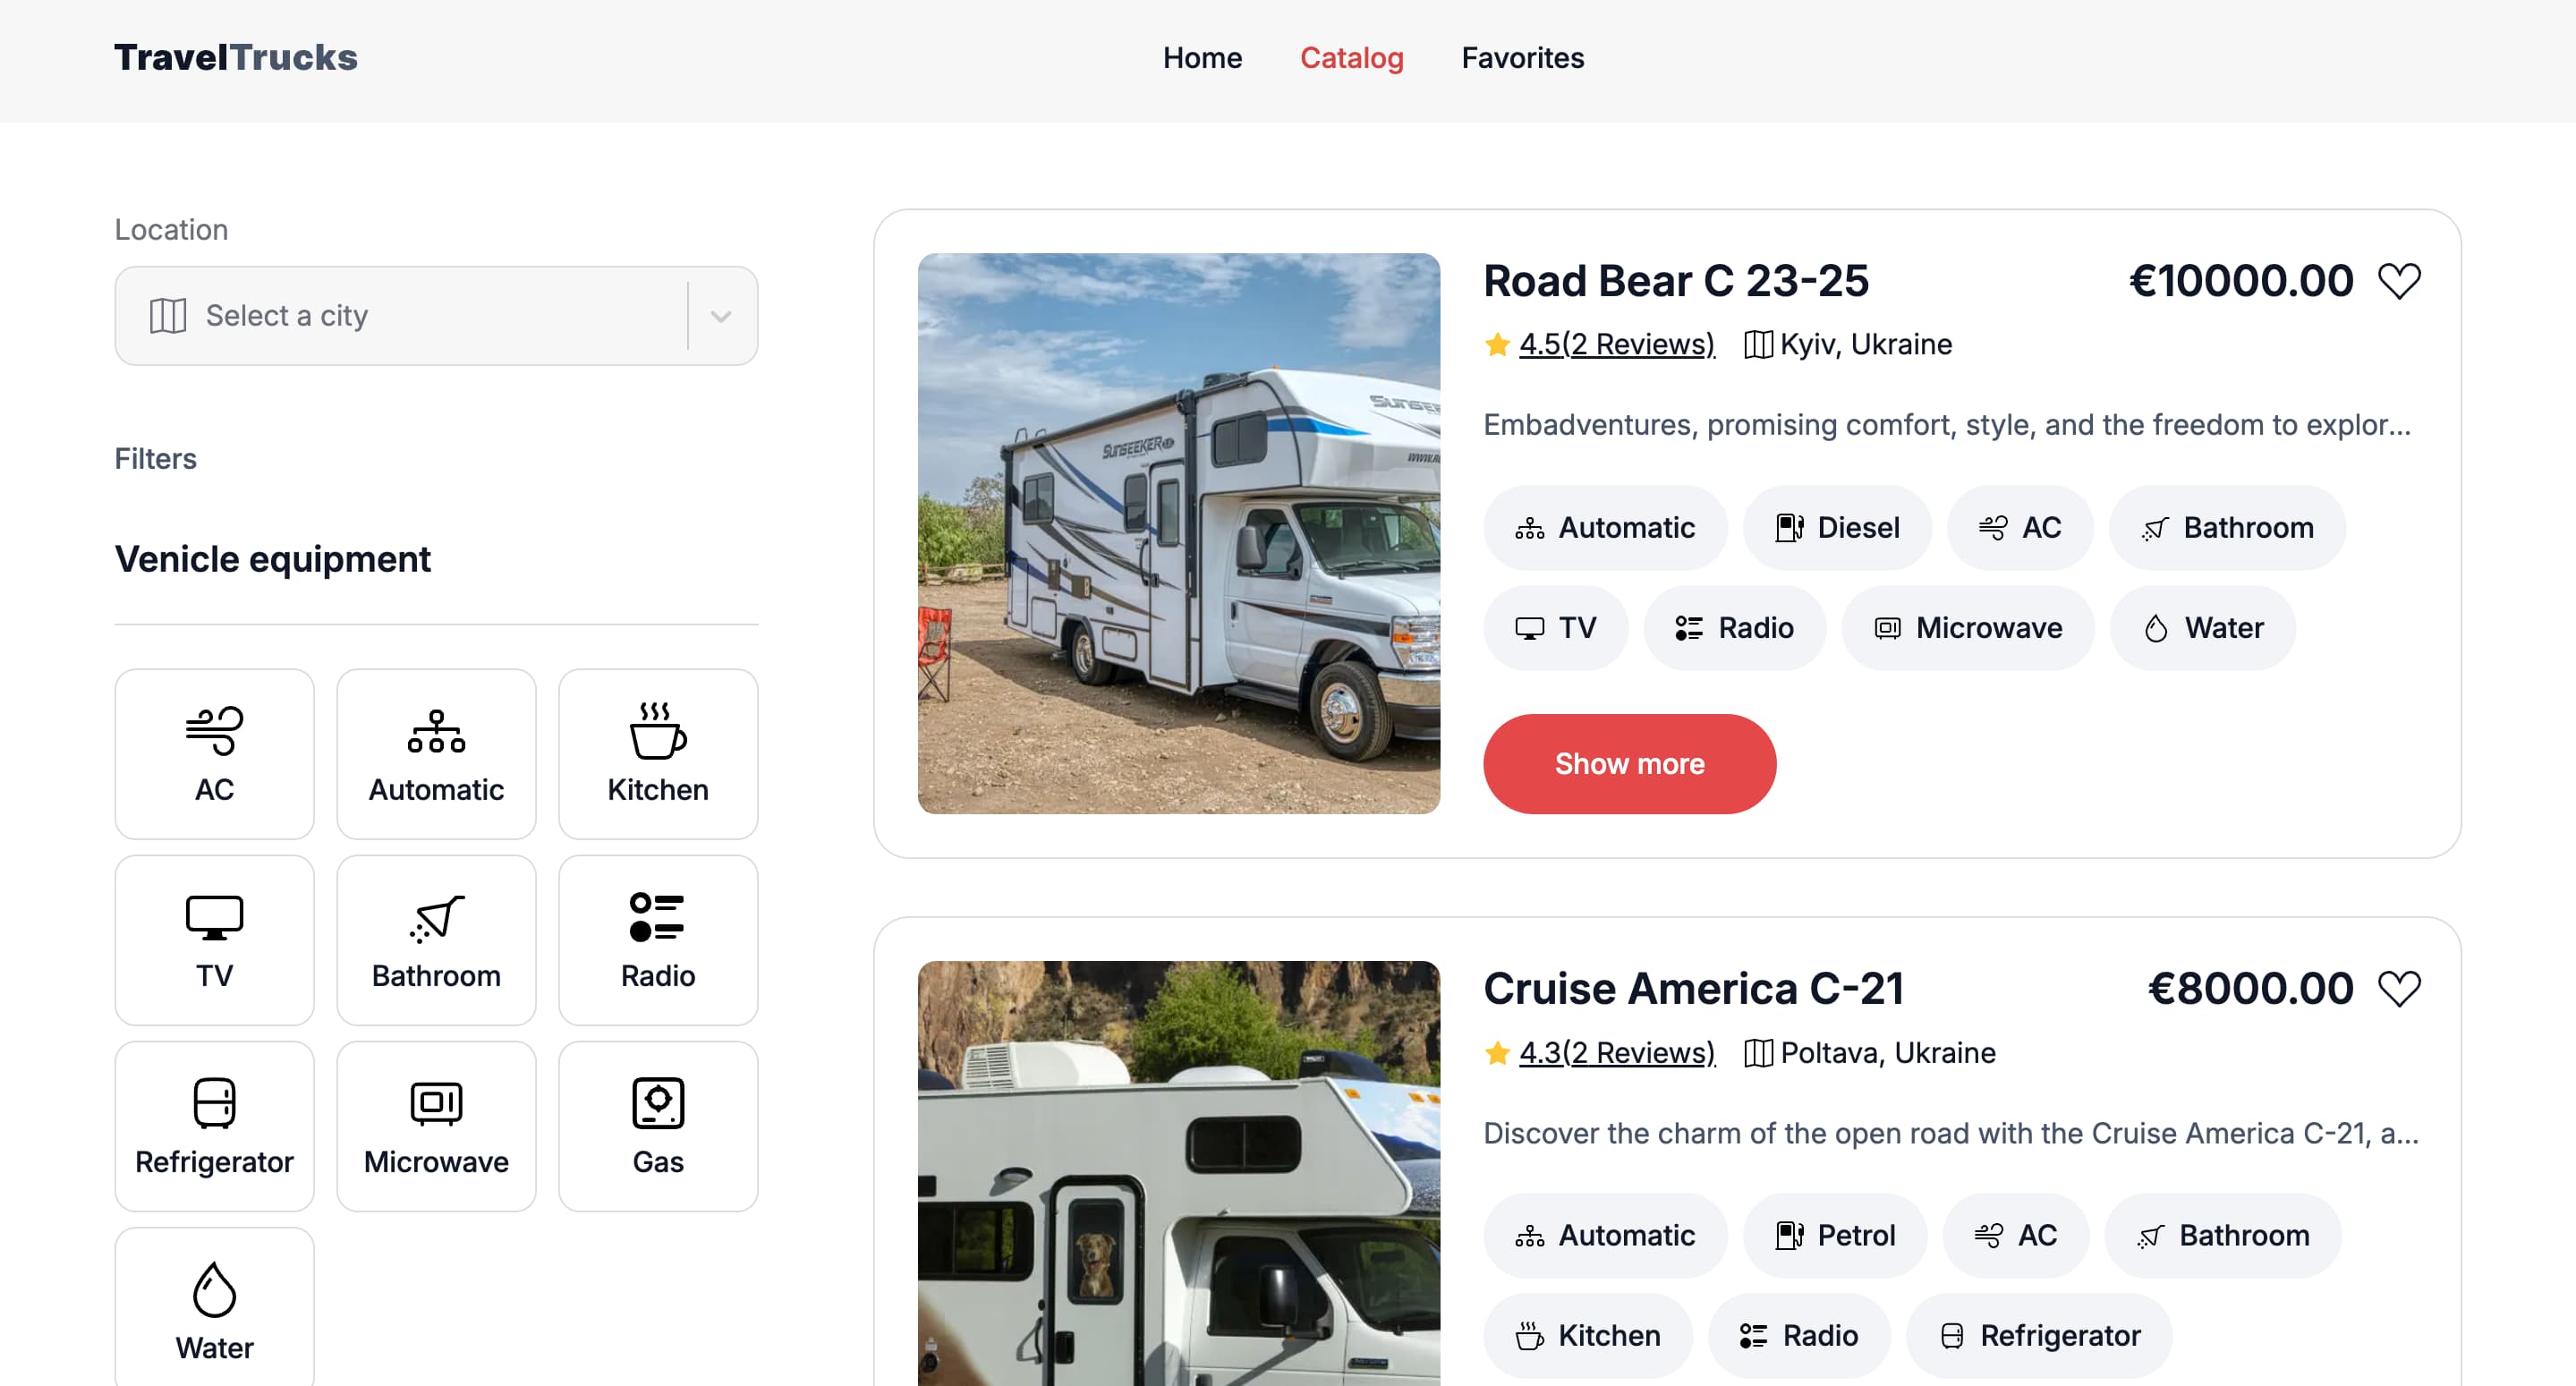 TravelTrucks
Home Catalog Favorites
Location
Select a city
Filters
Venicle equipment
AC Automatic Kitchen
TV Bathroom Radio
Refrigerator Microwave Gas
Water
SUNSEEKER
Road Bear C 23-25 €10000.00
4.5(2 Reviews) Kyiv, Ukraine
Embadventures, promising comfort, style, and the freedom to explor...
Automatic Diesel AC Bathroom
TV Radio Microwave Water
Show more
Cruise America C-21 €8000.00
4.3(2 Reviews) Poltava, Ukraine
Discover the charm of the open road with the Cruise America C-21, a...
Automatic Petrol AC Bathroom
Kitchen Radio Refrigerator